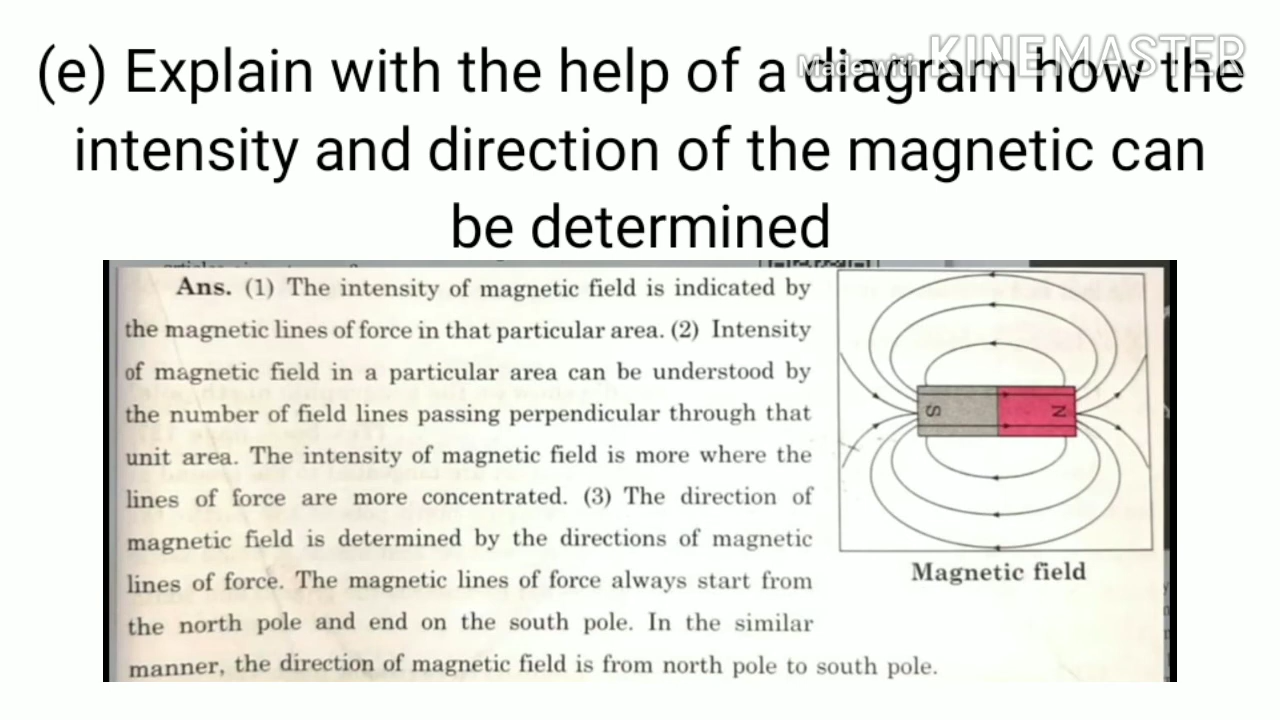 (e) Explain with the help of a diagram how the
Made with KINEMASTER
intensity and direction of the magnetic can
be determined
Ans. (1) The intensity of magnetic field is indicated by
the magnetic lines of force in that particular area. (2) Intensity
of magnetic field in a particular area can be understood by
the number of field lines passing perpendicular through that
unit area. The intensity of magnetic field is more where the
lines of force are more concentrated. (3) The direction of
magnetic field is determined by the directions of magnetic
lines of force. The magnetic lines of force always start from
the north pole and end on the south pole. In the similar
manner, the direction of magnetic field is from north pole to south pole.
S N
Magnetic field